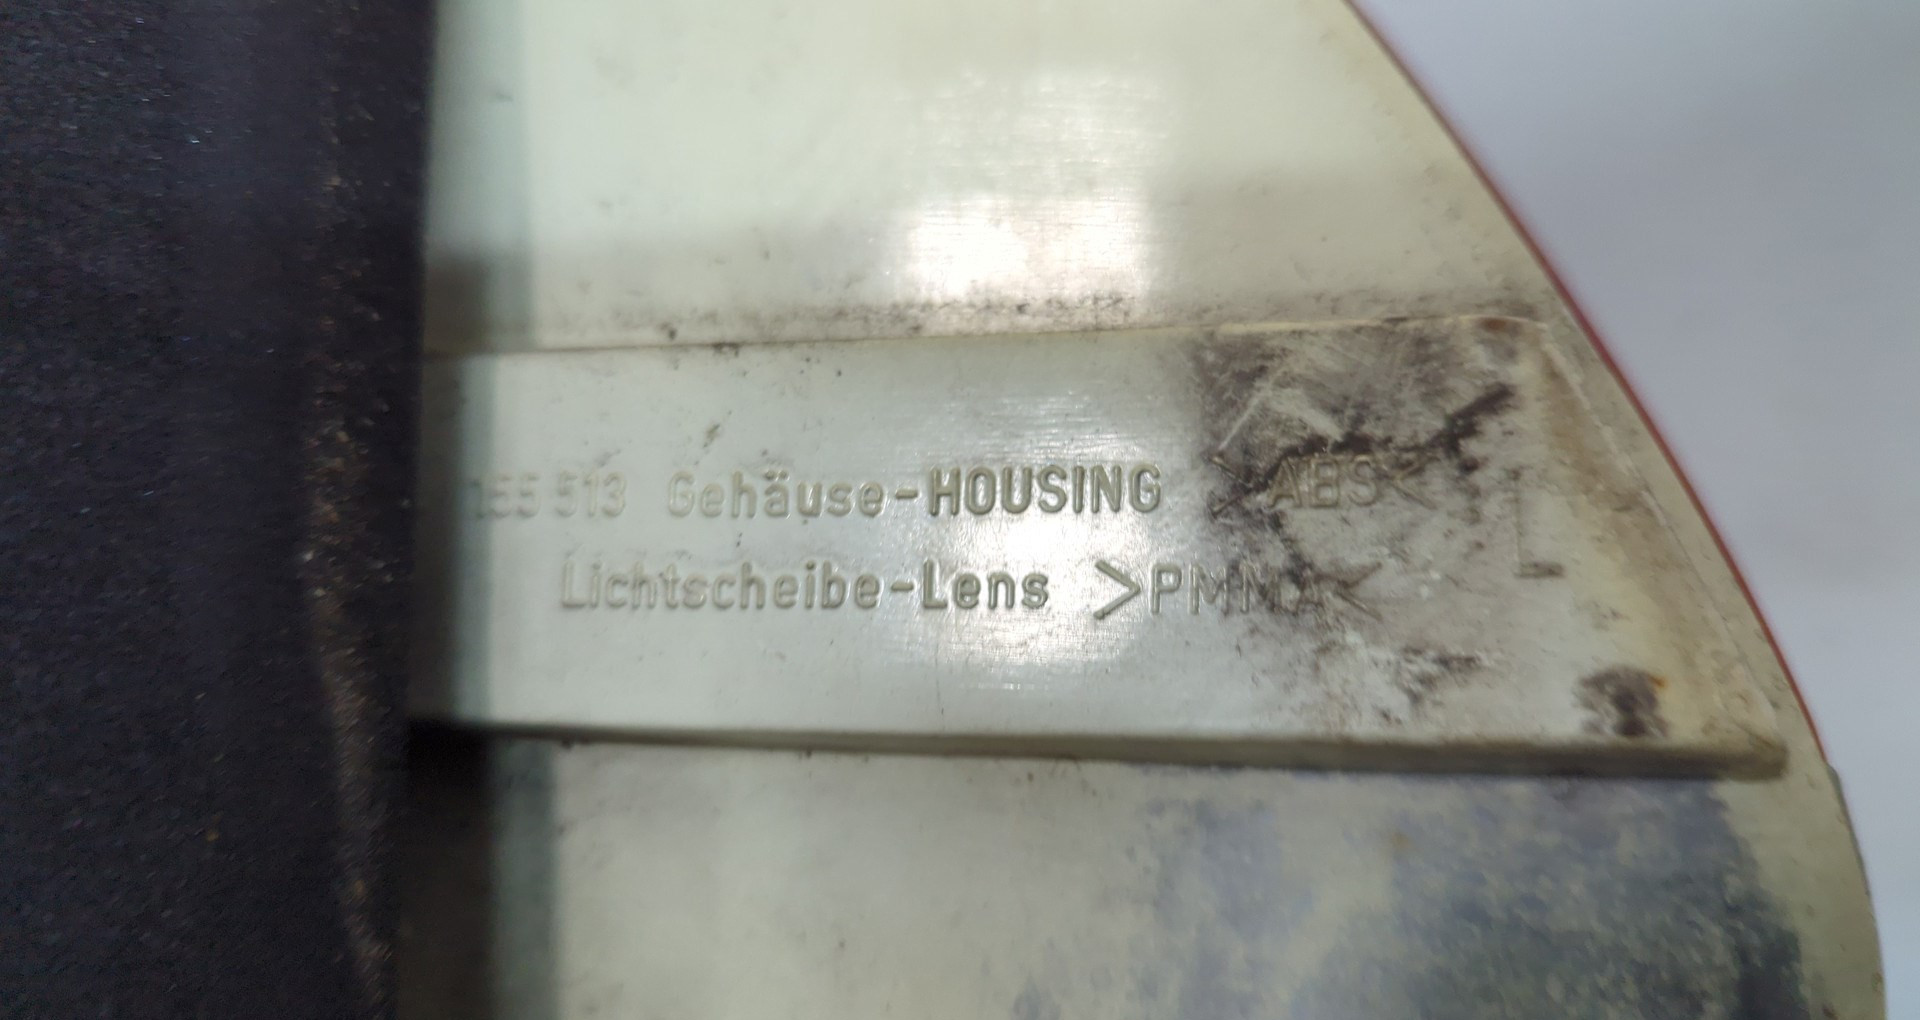 155 513 Gehäuse-HOUSING >ABS<
Lichtscheibe-Lens >PMMA<
L